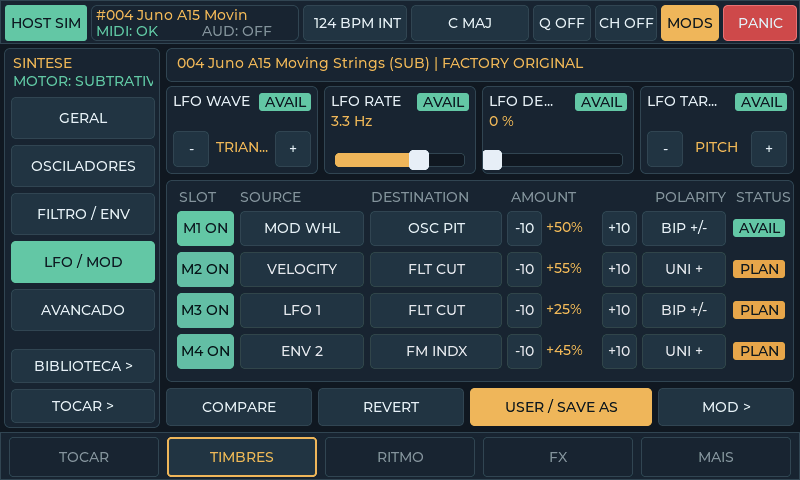 HOST SIM
#004 Juno A15 Movin
MIDI: OK AUD: OFF
124 BPM INT
C MAJ
Q OFF
CH OFF
MODS
PANIC
SINTESE
MOTOR: SUBTRATIV
GERAL
OSCILADORES
FILTRO / ENV
LFO / MOD
AVANCADO
BIBLIOTECA >
TOCAR >
004 Juno A15 Moving Strings (SUB) | FACTORY ORIGINAL
LFO WAVE AVAIL
- TRIAN... +
LFO RATE AVAIL
3.3 Hz
LFO DE... AVAIL
0 %
LFO TAR... AVAIL
- PITCH +
SLOT SOURCE DESTINATION AMOUNT POLARITY STATUS
M1 ON MOD WHL OSC PIT -10 +50% +10 BIP +/- AVAIL
M2 ON VELOCITY FLT CUT -10 +55% +10 UNI + PLAN
M3 ON LFO 1 FLT CUT -10 +25% +10 BIP +/- PLAN
M4 ON ENV 2 FM INDX -10 +45% +10 UNI + PLAN
COMPARE REVERT USER / SAVE AS MOD >
TOCAR TIMBRES RITMO FX MAIS